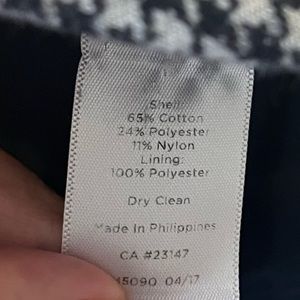 Shell
65% Cotton
24% Polyester
11% Nylon
Lining:
100% Polyester
Dry Clean
Made In Philippines
CA #23147
45090 04/17